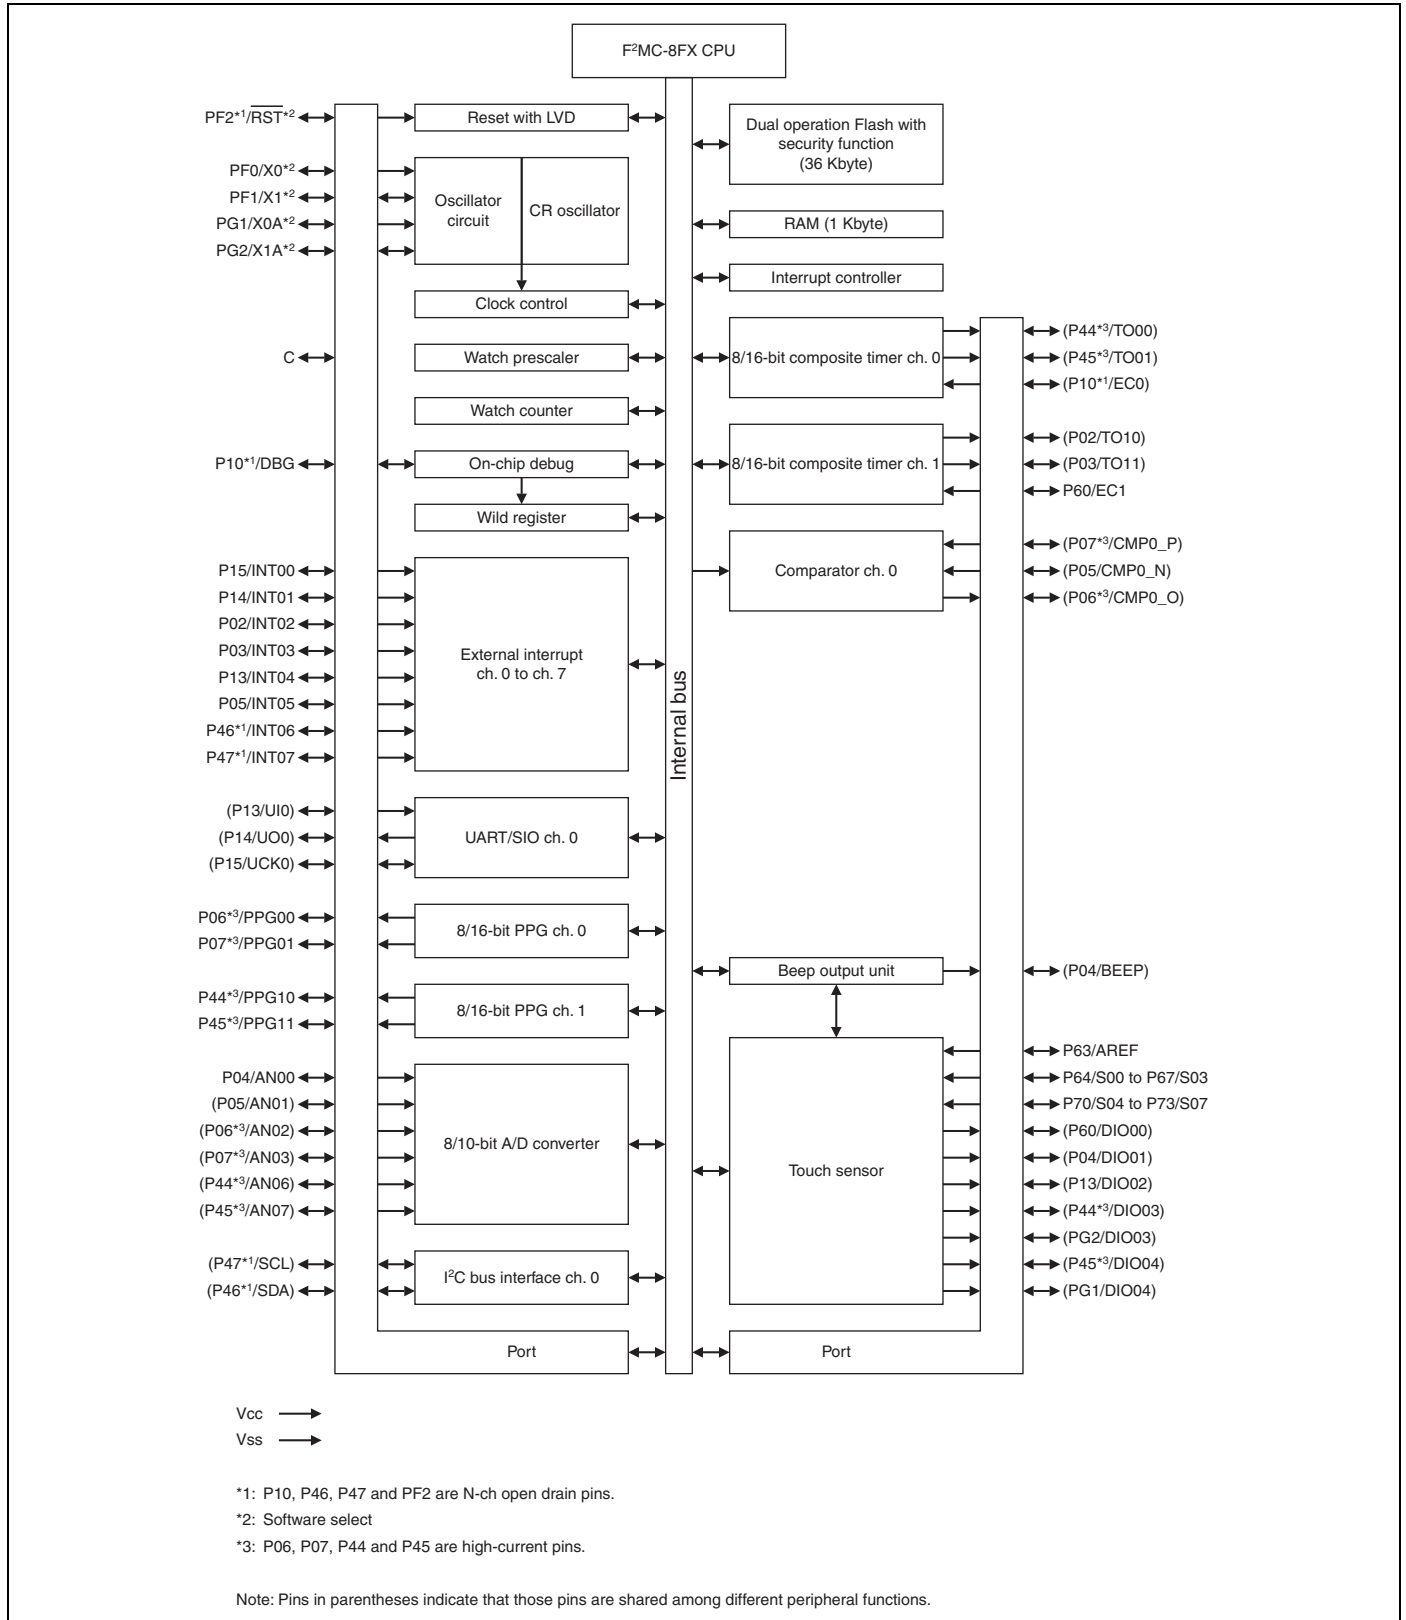 F²MC-8FX CPU
PF2*1/RST*2
PF0/X0*2
PF1/X1*2
PG1/X0A*2
PG2/X1A*2
C
P10*1/DBG
P15/INT00
P14/INT01
P02/INT02
P03/INT03
P13/INT04
P05/INT05
P46*1/INT06
P47*1/INT07
(P13/UI0)
(P14/UO0)
(P15/UCK0)
P06*3/PPG00
P07*3/PPG01
P44*3/PPG10
P45*3/PPG11
P04/AN00
(P05/AN01)
(P06*3/AN02)
(P07*3/AN03)
(P44*3/AN06)
(P45*3/AN07)
(P47*1/SCL)
(P46*1/SDA)
Reset with LVD
Oscillator
circuit
CR oscillator
Clock control
Watch prescaler
Watch counter
On-chip debug
Wild register
External interrupt
ch. 0 to ch. 7
UART/SIO ch. 0
8/16-bit PPG ch. 0
8/16-bit PPG ch. 1
8/10-bit A/D converter
I²C bus interface ch. 0
Port
Internal bus
Dual operation Flash with
security function
(36 Kbyte)
RAM (1 Kbyte)
Interrupt controller
8/16-bit composite timer ch. 0
8/16-bit composite timer ch. 1
Comparator ch. 0
Beep output unit
Touch sensor
Port
(P44*3/TO00)
(P45*3/TO01)
(P10*1/EC0)
(P02/TO10)
(P03/TO11)
P60/EC1
(P07*3/CMP0_P)
(P05/CMP0_N)
(P06*3/CMP0_O)
(P04/BEEP)
P63/AREF
P64/S00 to P67/S03
P70/S04 to P73/S07
(P60/DIO00)
(P04/DIO01)
(P13/DIO02)
(P44*3/DIO03)
(PG2/DIO03)
(P45*3/DIO04)
(PG1/DIO04)
Vcc
Vss
*1: P10, P46, P47 and PF2 are N-ch open drain pins.
*2: Software select
*3: P06, P07, P44 and P45 are high-current pins.
Note: Pins in parentheses indicate that those pins are shared among different peripheral functions.